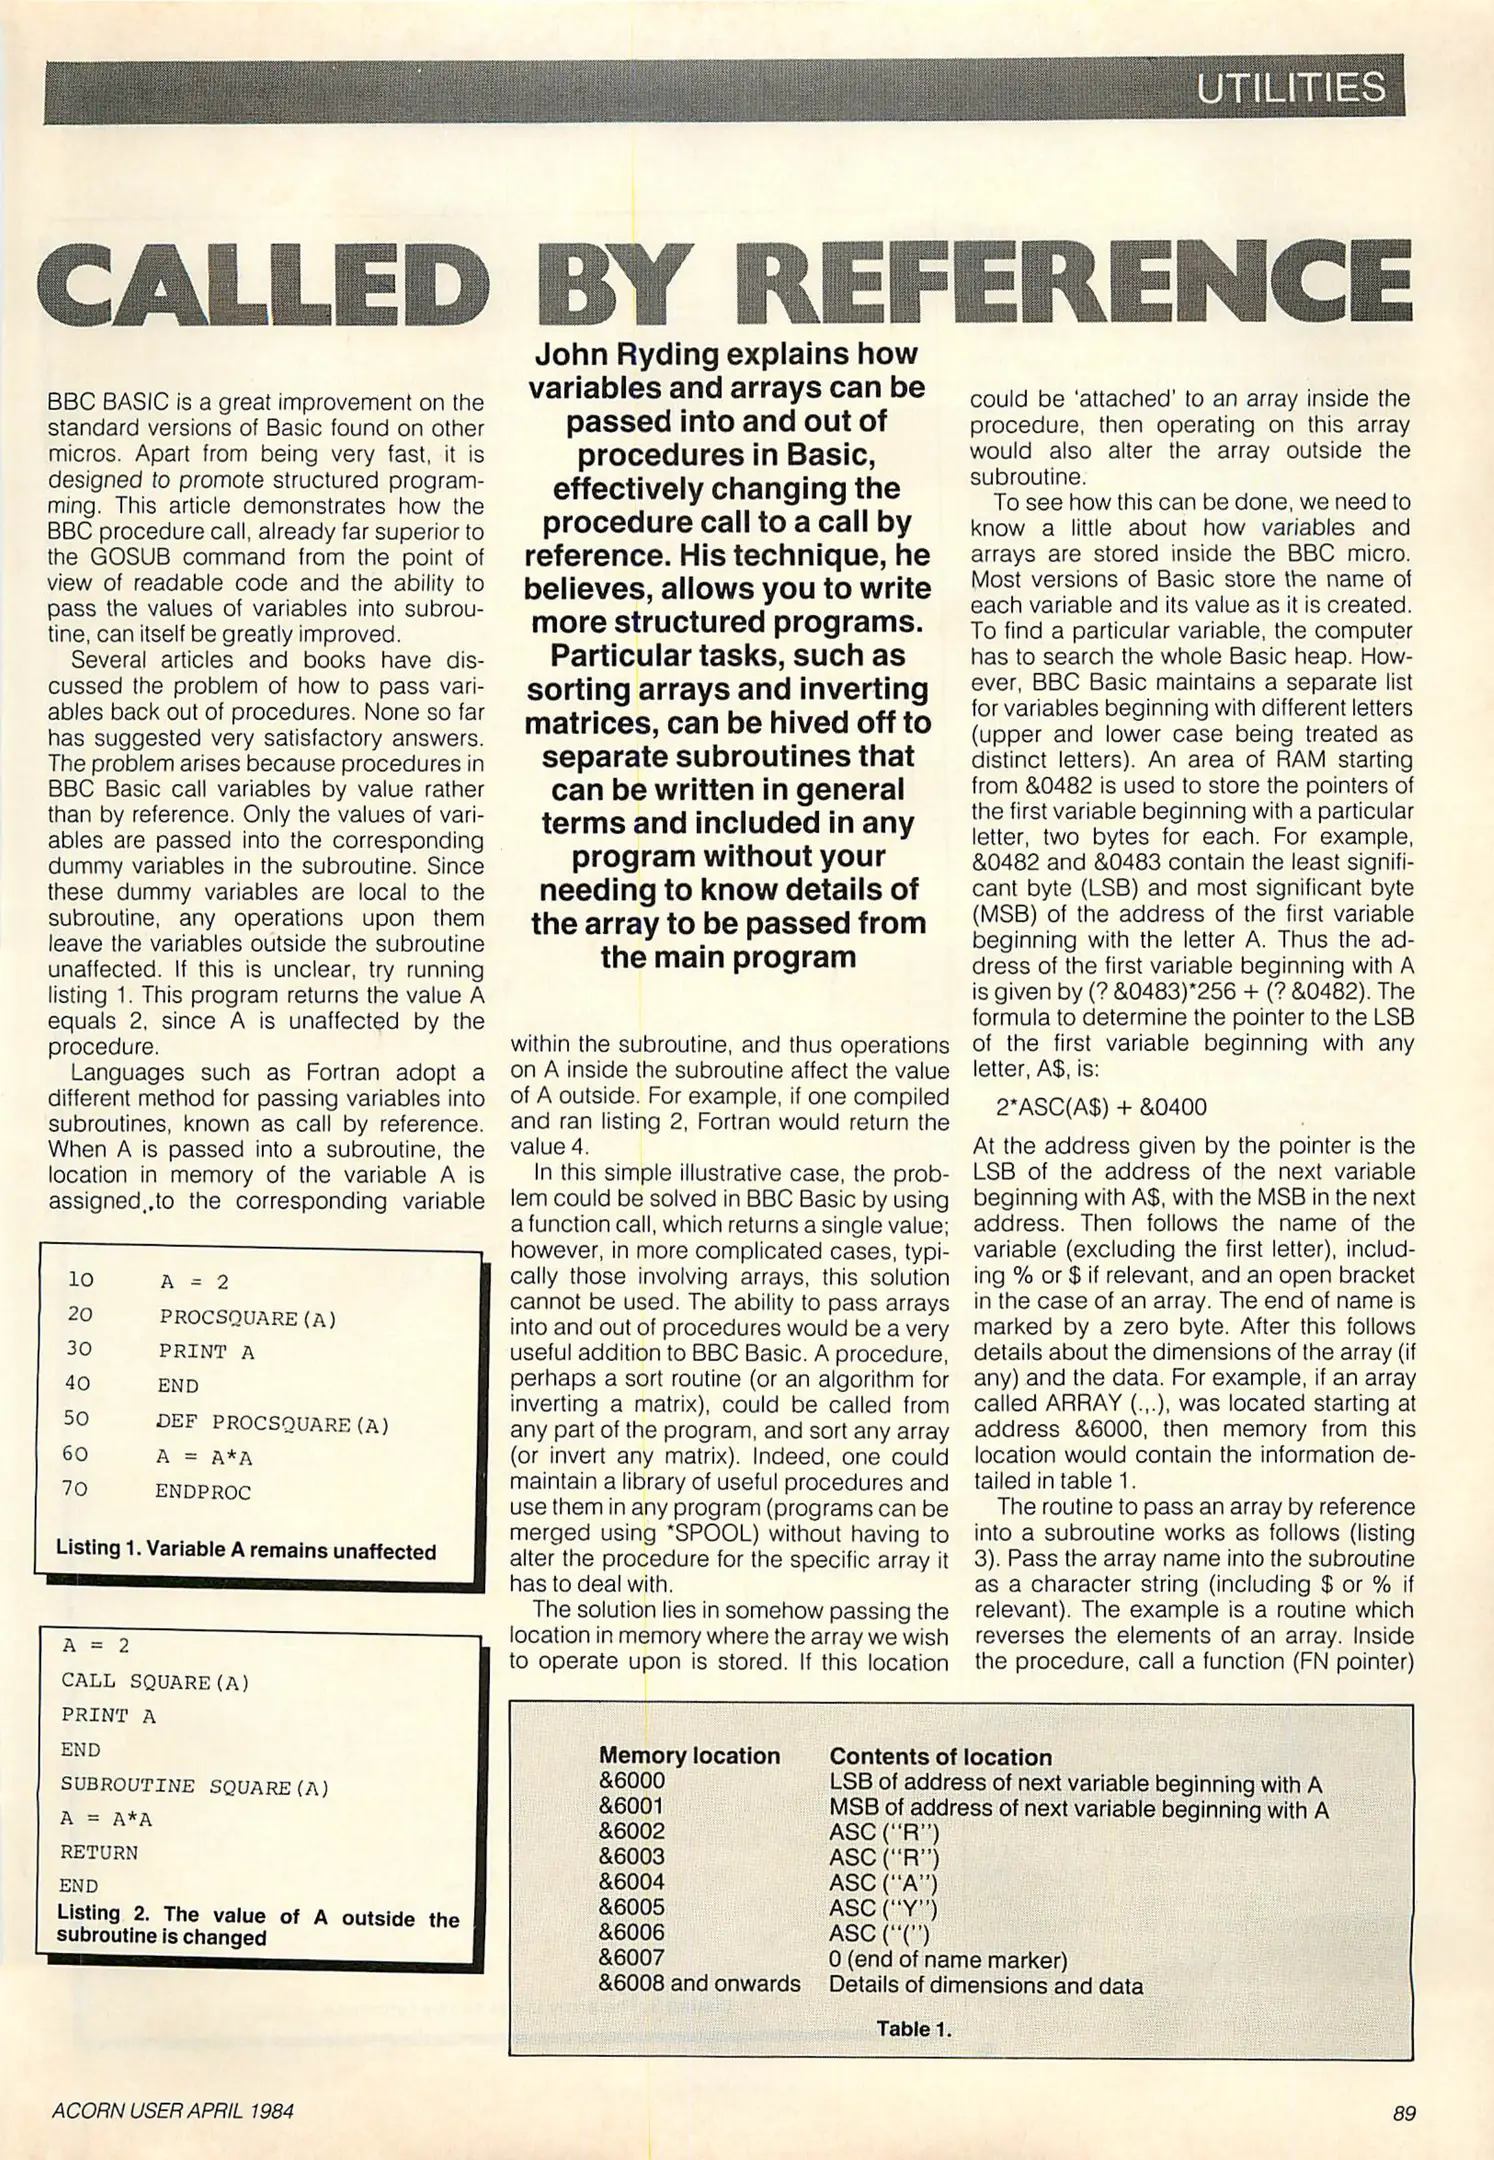 UTILITIES
CALLED BY REFERENCE
BBC BASIC is a great improvement on the
standard versions of Basic found on other
micros. Apart from being very fast, it is
designed to promote structured program-
ming. This article demonstrates how the
BBC procedure call, already far superior to
the GOSUB command from the point of
view of readable code and the ability to
pass the values of variables into subrou-
tine, can itself be greatly improved.
Several articles and books have dis-
cussed the problem of how to pass vari-
ables back out of procedures. None so far
has suggested very satisfactory answers.
The problem arises because procedures in
BBC Basic call variables by value rather
than by reference. Only the values of vari-
ables are passed into the corresponding
dummy variables in the subroutine. Since
these dummy variables are local to the
subroutine, any operations upon them
leave the variables outside the subroutine
unaffected. If this is unclear, try running
listing 1. This program returns the value A
equals 2, since A is unaffected by the
procedure.
Languages such as Fortran adopt a
different method for passing variables into
subroutines, known as call by reference.
When A is passed into a subroutine, the
location in memory of the variable A is
assigned,.to the corresponding variable
10 A = 2
20 PROCSQUARE(A)
30 PRINT A
40 END
50 DEF PROCSQUARE(A)
60 A = A*A
70 ENDPROC
Listing 1. Variable A remains unaffected
A = 2
CALL SQUARE(A)
PRINT A
END
SUBROUTINE SQUARE(A)
A = A*A
RETURN
END
Listing 2. The value of A outside the
subroutine is changed
John Ryding explains how
variables and arrays can be
passed into and out of
procedures in Basic,
effectively changing the
procedure call to a call by
reference. His technique, he
believes, allows you to write
more structured programs.
Particular tasks, such as
sorting arrays and inverting
matrices, can be hived off to
separate subroutines that
can be written in general
terms and included in any
program without your
needing to know details of
the array to be passed from
the main program
within the subroutine, and thus operations
on A inside the subroutine affect the value
of A outside. For example, if one compiled
and ran listing 2, Fortran would return the
value 4.
In this simple illustrative case, the prob-
lem could be solved in BBC Basic by using
a function call, which returns a single value;
however, in more complicated cases, typi-
cally those involving arrays, this solution
cannot be used. The ability to pass arrays
into and out of procedures would be a very
useful addition to BBC Basic. A procedure,
perhaps a sort routine (or an algorithm for
inverting a matrix), could be called from
any part of the program, and sort any array
(or invert any matrix). Indeed, one could
maintain a library of useful procedures and
use them in any program (programs can be
merged using *SPOOL) without having to
alter the procedure for the specific array it
has to deal with.
The solution lies in somehow passing the
location in memory where the array we wish
to operate upon is stored. If this location
could be 'attached' to an array inside the
procedure, then operating on this array
would also alter the array outside the
subroutine.
To see how this can be done, we need to
know a little about how variables and
arrays are stored inside the BBC micro.
Most versions of Basic store the name of
each variable and its value as it is created.
To find a particular variable, the computer
has to search the whole Basic heap. How-
ever, BBC Basic maintains a separate list
for variables beginning with different letters
(upper and lower case being treated as
distinct letters). An area of RAM starting
from &0482 is used to store the pointers of
the first variable beginning with a particular
letter, two bytes for each. For example,
&0482 and &0483 contain the least signifi-
cant byte (LSB) and most significant byte
(MSB) of the address of the first variable
beginning with the letter A. Thus the ad-
dress of the first variable beginning with A
is given by (? &0483)*256 + (? &0482). The
formula to determine the pointer to the LSB
of the first variable beginning with any
letter, A$, is:
2*ASC(A$) + &0400
At the address given by the pointer is the
LSB of the address of the next variable
beginning with A$, with the MSB in the next
address. Then follows the name of the
variable (excluding the first letter), includ-
ing % or $ if relevant, and an open bracket
in the case of an array. The end of name is
marked by a zero byte. After this follows
details about the dimensions of the array (if
any) and the data. For example, if an array
called ARRAY (.,.), was located starting at
address &6000, then memory from this
location would contain the information de-
tailed in table 1.
The routine to pass an array by reference
into a subroutine works as follows (listing
3). Pass the array name into the subroutine
as a character string (including $ or % if
relevant). The example is a routine which
reverses the elements of an array. Inside
the procedure, call a function (FN pointer)
Memory location Contents of location
&6000 LSB of address of next variable beginning with A
&6001 MSB of address of next variable beginning with A
&6002 ASC ("R")
&6003 ASC ("R")
&6004 ASC ("A")
&6005 ASC ("Y")
&6006 ASC ("(")
&6007 0 (end of name marker)
&6008 and onwards Details of dimensions and data
Table 1.
ACORN USER APRIL 1984
89